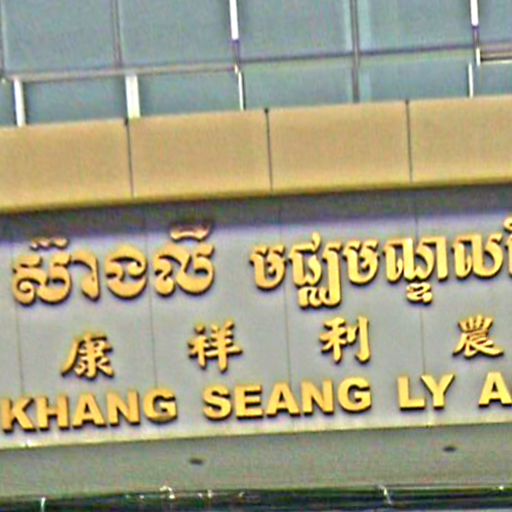 ស៊ាងលី មជ្ឈមណ្ឌល
康 祥 利 農
KHANG SEANG LY A